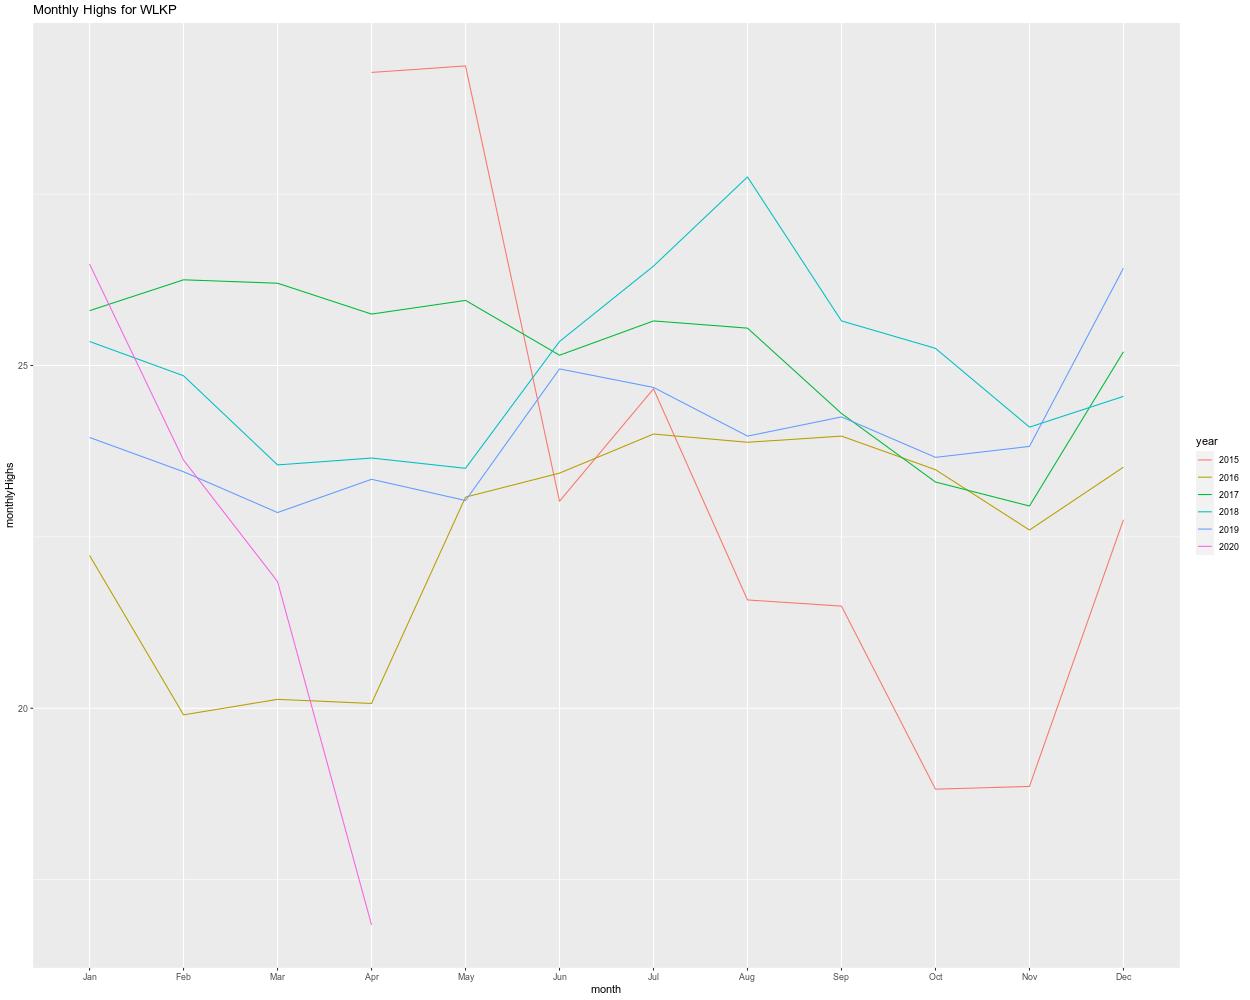 Monthly Highs for WLKP
monthlyHighs
25
20
Jan Feb Mar Apr May Jun Jul Aug Sep Oct Nov Dec
month
year
2015
2016
2017
2018
2019
2020